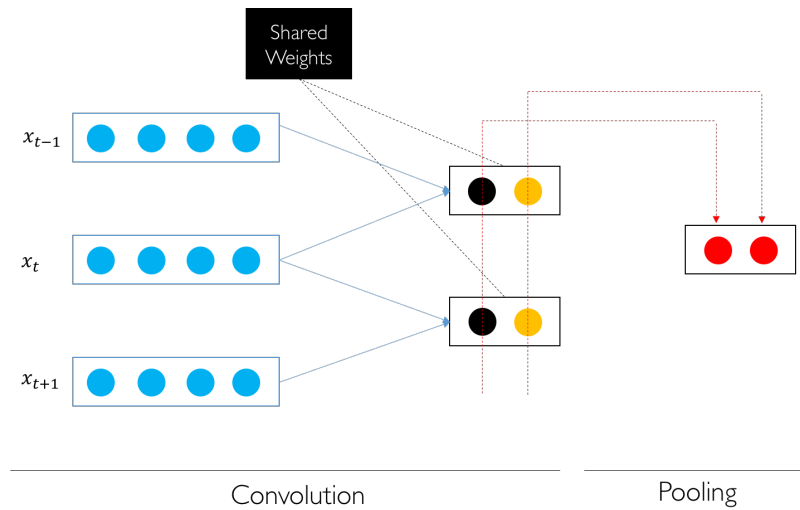 Shared
Weights
x_{t−1}
x_t
x_{t+1}
Convolution
Pooling